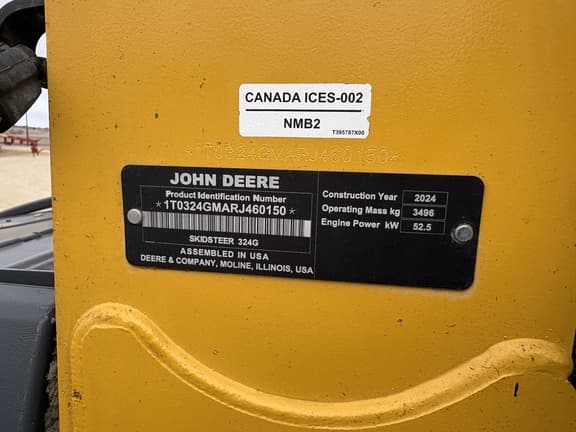 CANADA ICES-002
NMB2
T395787X00
*1T0324GMARJ460150*
JOHN DEERE
Product Identification Number
*1T0324GMARJ460150*
SKIDSTEER 324G
ASSEMBLED IN USA
DEERE & COMPANY, MOLINE, ILLINOIS, USA
Construction Year 2024
Operating Mass kg 3496
Engine Power kW 52.5